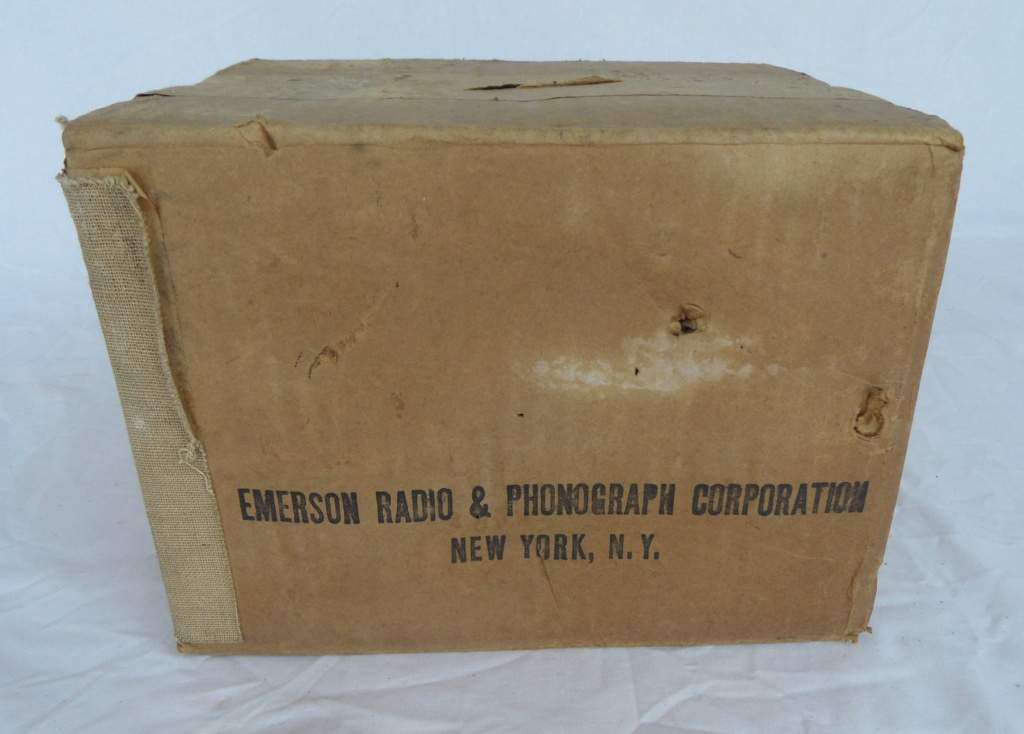 EMERSON RADIO & PHONOGRAPH CORPORATION
NEW YORK, N.Y.